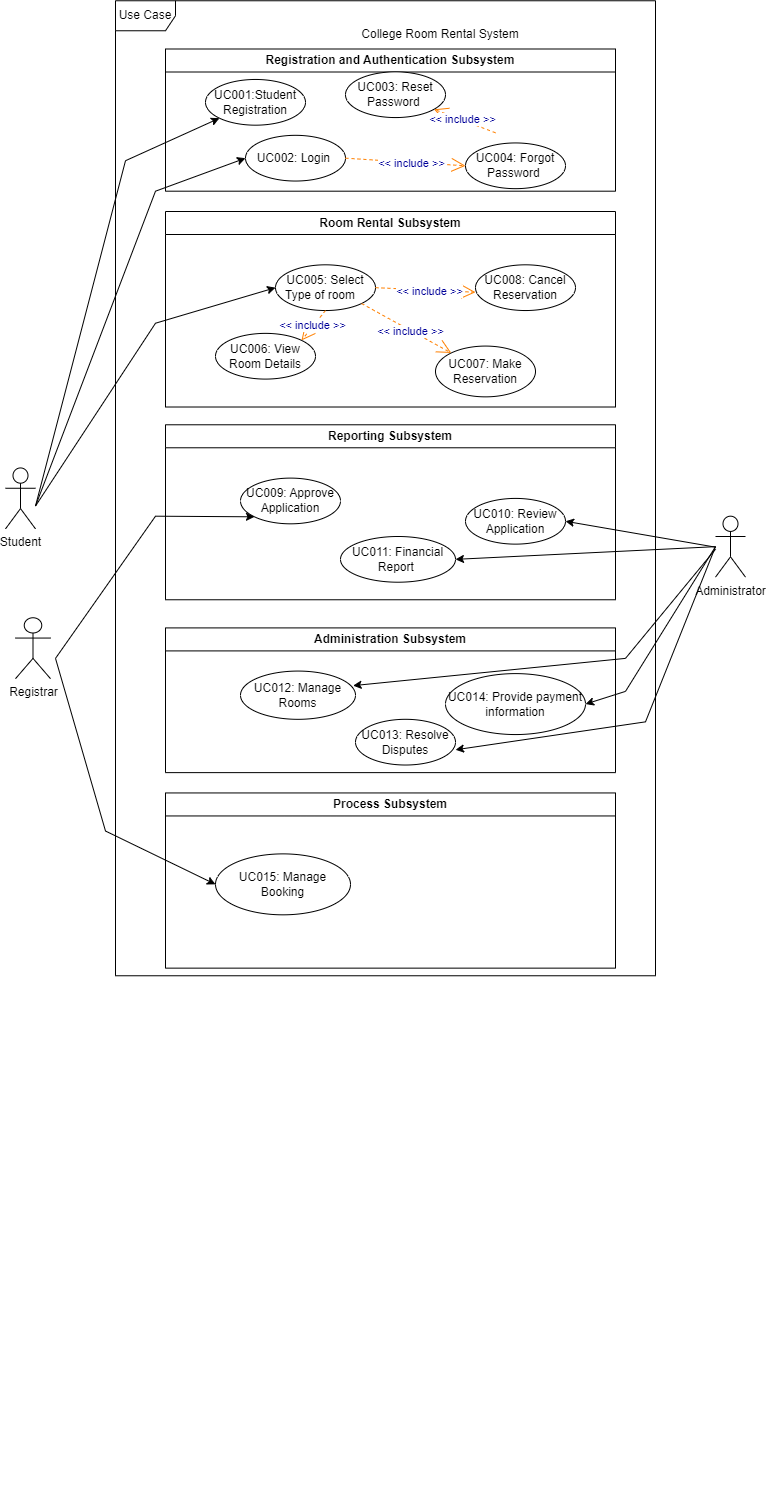 Use Case
College Room Rental System
Registration and Authentication Subsystem
UC001:Student
Registration
UC003: Reset
Password
<< include >>
UC002: Login
<< include >>
UC004: Forgot
Password
Room Rental Subsystem
UC005: Select
Type of room
<< include >>
UC008: Cancel
Reservation
<< include >>
<< include >>
UC006: View
Room Details
UC007: Make
Reservation
Reporting Subsystem
UC009: Approve
Application
UC010: Review
Application
UC011: Financial
Report
Student
Administrator
Registrar
Administration Subsystem
UC012: Manage
Rooms
UC014: Provide payment
information
UC013: Resolve
Disputes
Process Subsystem
UC015: Manage
Booking